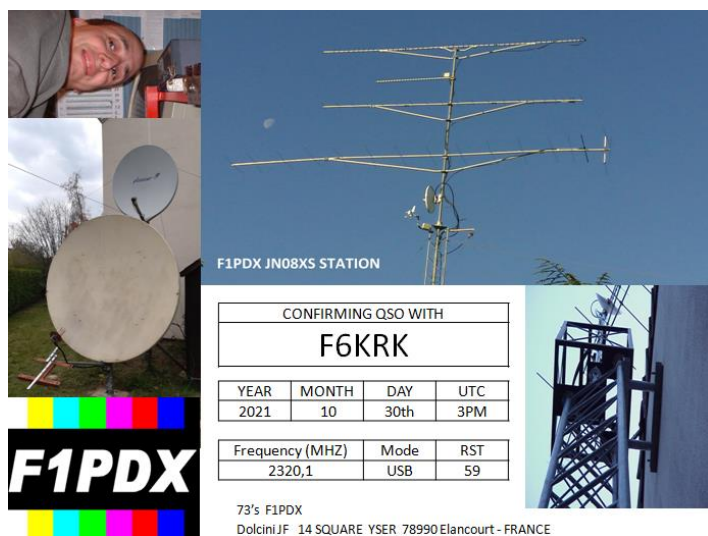 F1PDX JN08XS STATION
CONFIRMING QSO WITH
F6KRK
YEAR MONTH DAY UTC
2021 10 30th 3PM
Frequency (MHZ) Mode RST
2320,1 USB 59
F1PDX
73's F1PDX
Dolcini JF 14 SQUARE YSER 78990 Elancourt - FRANCE